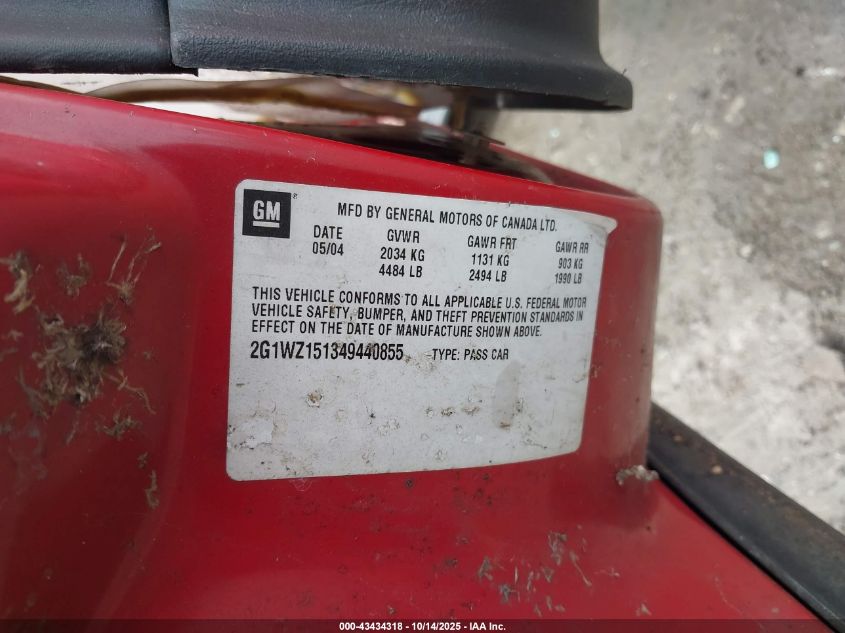 GM ®
MFD BY GENERAL MOTORS OF CANADA LTD.
DATE GVWR GAWR FRT GAWR RR
05/04 2034 KG 1131 KG 903 KG
4484 LB 2494 LB 1990 LB
THIS VEHICLE CONFORMS TO ALL APPLICABLE U.S. FEDERAL MOTOR
VEHICLE SAFETY, BUMPER, AND THEFT PREVENTION STANDARDS IN
EFFECT ON THE DATE OF MANUFACTURE SHOWN ABOVE.
2G1WZ151349440855 TYPE: PASS CAR
000-43434318 - 10/14/2025 - IAA Inc.